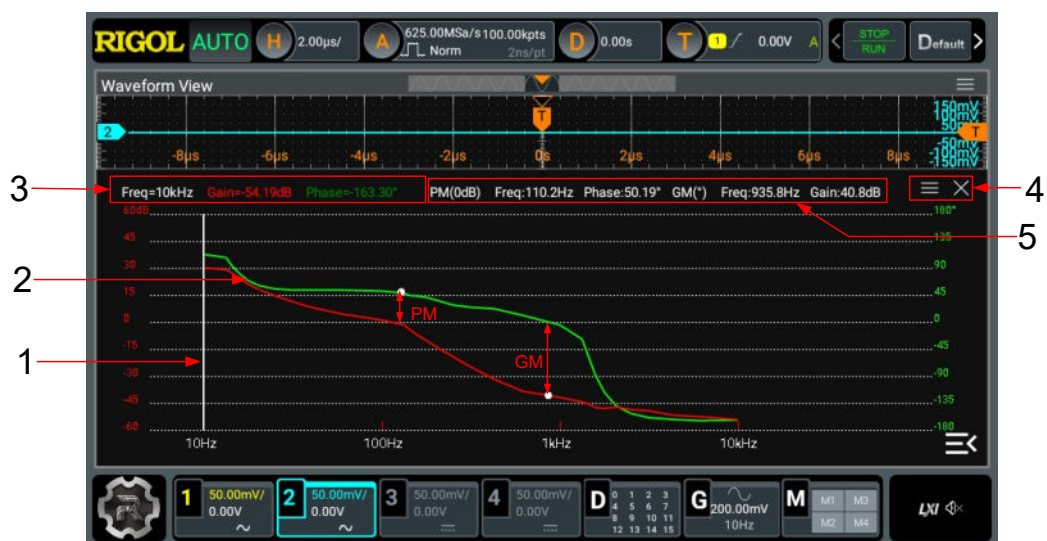 RIGOL AUTO H 2.00μs/ A 625.00MSa/s 100.00kpts Norm 2ns/pt D 0.00s T 1 0.00V A STOP RUN Default
Waveform View
T
150mV
100mV
50mV
2 T
-50mV
-100mV
-150mV
-8μs -6μs -4μs -2μs 0s 2μs 4μs 6μs 8μs
3 Freq=10kHz Gain=-54.19dB Phase=-163.30° PM(0dB) Freq:110.2Hz Phase:50.19° GM(°) Freq:935.8Hz Gain:40.8dB 4
5
60dB 180°
45 135
30 90
2
15 45
PM
0 0
-15 -45
1 GM
-30 -90
-45 -135
-60 -180
10Hz 100Hz 1kHz 10kHz
1 50.00mV/ 0.00V
2 50.00mV/ 0.00V
3 50.00mV/ 0.00V
4 50.00mV/ 0.00V
D 0 1 2 3
4 5 6 7
8 9 10 11
12 13 14 15
G 200.00mV 10Hz
M M1 M3
M2 M4
LXI